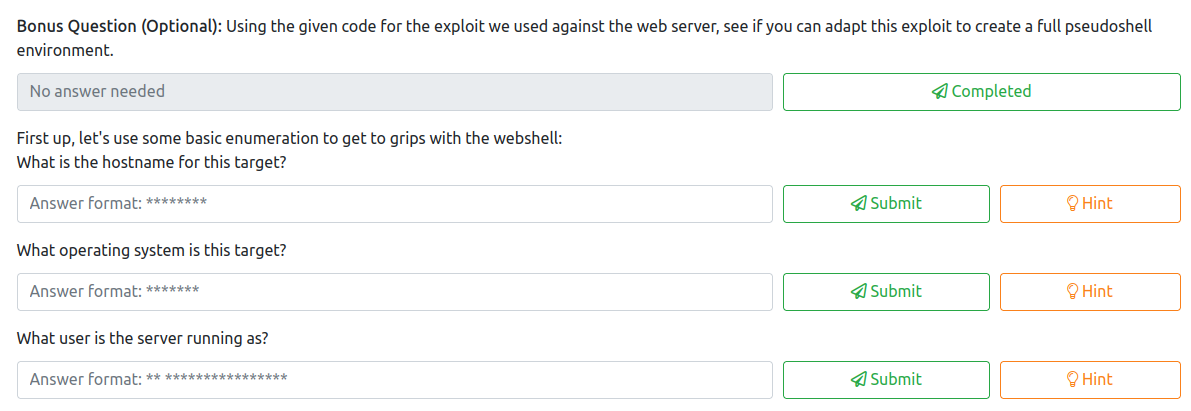 Bonus Question (Optional): Using the given code for the exploit we used against the web server, see if you can adapt this exploit to create a full pseudoshell
environment.
No answer needed
Completed
First up, let's use some basic enumeration to get to grips with the webshell:
What is the hostname for this target?
Answer format: ********
Submit
Hint
What operating system is this target?
Answer format: *******
Submit
Hint
What user is the server running as?
Answer format: ** ****************
Submit
Hint